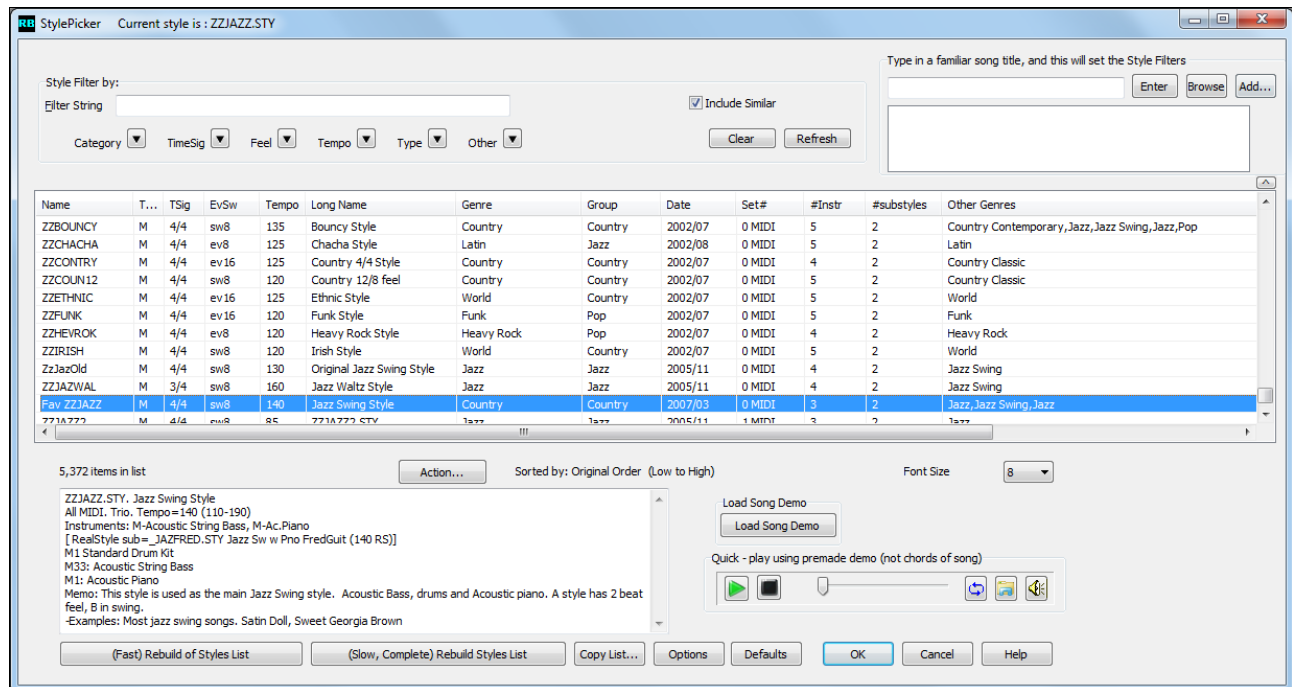 RB StylePicker Current style is : ZZJAZZ.STY
Type in a familiar song title, and this will set the Style Filters
Enter Browse Add...
Style Filter by:
Filter String
Include Similar
Category TimeSig Feel Tempo Type Other Clear Refresh
Name T... TSig EvSw Tempo Long Name Genre Group Date Set# #Instr #substyles Other Genres
ZZBOUNCY M 4/4 sw8 135 Bouncy Style Country Country 2002/07 0 MIDI 5 2 Country Contemporary,Jazz,Jazz Swing,Jazz,Pop
ZZCHACHA M 4/4 ev8 125 Chacha Style Latin Jazz 2002/08 0 MIDI 5 2 Latin
ZZCONTRY M 4/4 ev16 125 Country 4/4 Style Country Country 2002/07 0 MIDI 4 2 Country Classic
ZZCOUN12 M 4/4 sw8 120 Country 12/8 feel Country Country 2002/07 0 MIDI 5 2 Country Classic
ZZETHNIC M 4/4 ev16 125 Ethnic Style World Country 2002/07 0 MIDI 5 2 World
ZZFUNK M 4/4 ev16 120 Funk Style Funk Pop 2002/07 0 MIDI 5 2 Funk
ZZHEVROK M 4/4 ev8 120 Heavy Rock Style Heavy Rock Pop 2002/07 0 MIDI 4 2 Heavy Rock
ZZIRISH M 4/4 sw8 120 Irish Style World Country 2002/07 0 MIDI 5 2 World
ZzJazOld M 4/4 sw8 130 Original Jazz Swing Style Jazz Jazz 2005/11 0 MIDI 4 2 Jazz Swing
ZZJAZWAL M 3/4 sw8 160 Jazz Waltz Style Jazz Jazz 2005/11 0 MIDI 4 2 Jazz Swing
Fav ZZJAZZ M 4/4 sw8 140 Jazz Swing Style Country Country 2007/03 0 MIDI 3 2 Jazz,Jazz Swing,Jazz
ZZJAZZ2 M 4/4 sw8 85 ZZJAZZ2.STY Jazz Jazz 2005/11 1 MIDI 3 2 Jazz
5,372 items in list Action... Sorted by: Original Order (Low to High) Font Size 8
ZZJAZZ.STY. Jazz Swing Style
All MIDI. Trio. Tempo=140 (110-190)
Instruments: M-Acoustic String Bass, M-Ac.Piano
[ RealStyle sub=_JAZFRED.STY Jazz Sw w Pno FredGuit (140 RS)]
M1 Standard Drum Kit
M33: Acoustic String Bass
M1: Acoustic Piano
Memo: This style is used as the main Jazz Swing style. Acoustic Bass, drums and Acoustic piano. A style has 2 beat
feel, B in swing.
-Examples: Most jazz swing songs. Satin Doll, Sweet Georgia Brown
Load Song Demo
Load Song Demo
Quick - play using premade demo (not chords of song)
(Fast) Rebuild of Styles List (Slow, Complete) Rebuild Styles List Copy List... Options Defaults OK Cancel Help